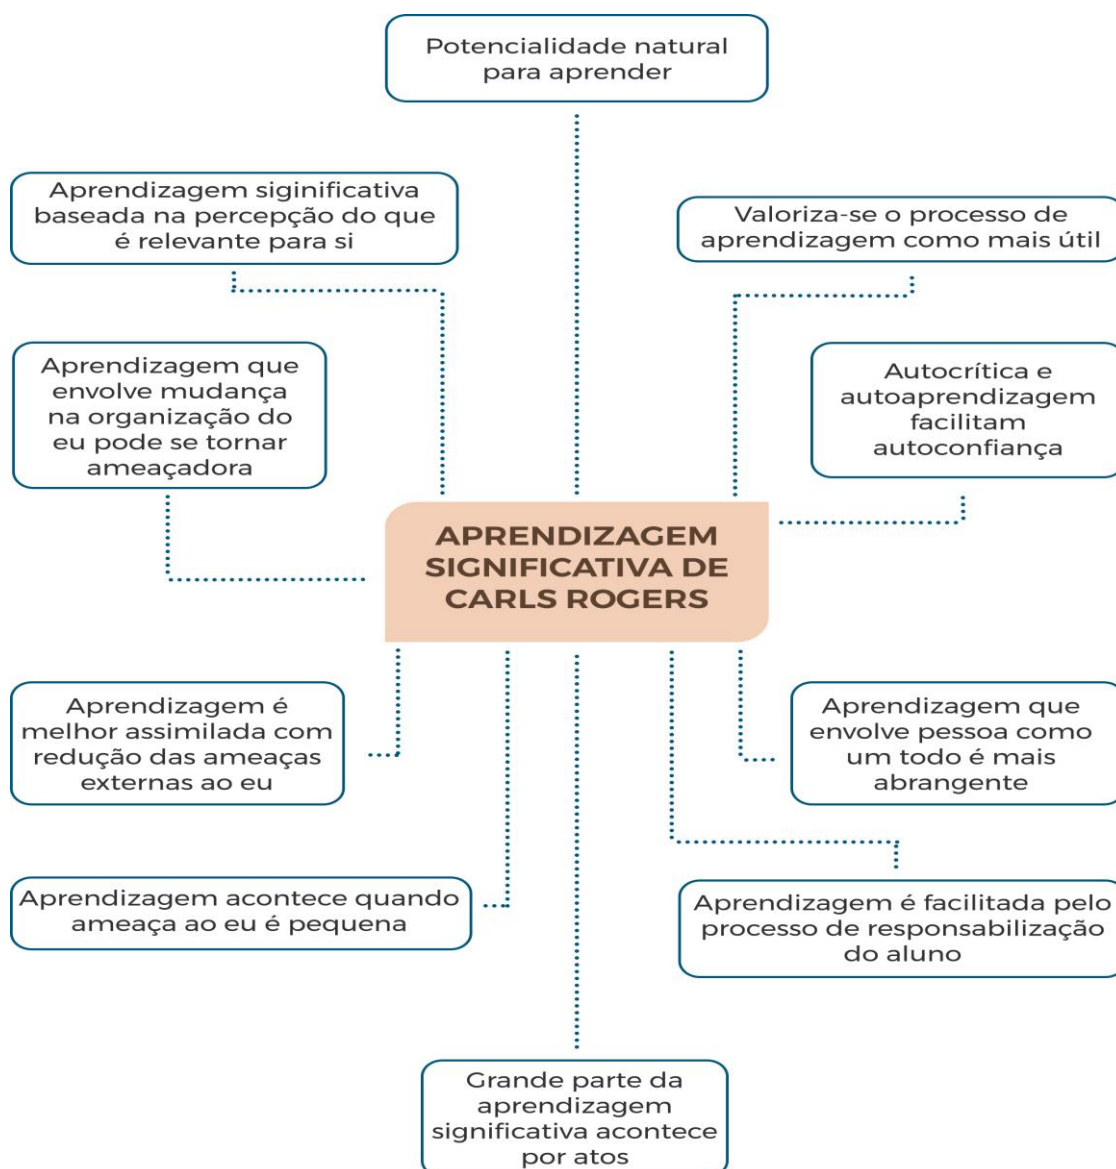 Potencialidade natural
para aprender
Aprendizagem siginificativa
baseada na percepção do que
é relevante para si
Valoriza-se o processo de
aprendizagem como mais útil
Aprendizagem que
envolve mudança
na organização do
eu pode se tornar
ameaçadora
Autocrítica e
autoaprendizagem
facilitam
autoconfiança
APRENDIZAGEM
SIGNIFICATIVA DE
CARLS ROGERS
Aprendizagem é
melhor assimilada com
redução das ameaças
externas ao eu
Aprendizagem que
envolve pessoa como
um todo é mais
abrangente
Aprendizagem acontece quando
ameaça ao eu é pequena
Aprendizagem é facilitada pelo
processo de responsabilização
do aluno
Grande parte da
aprendizagem
significativa acontece
por atos